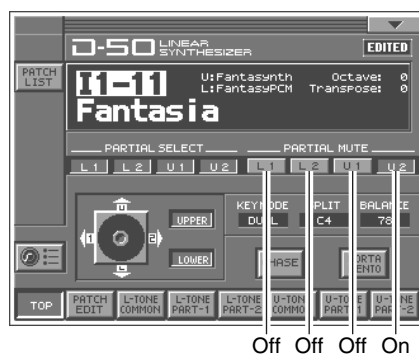 D-50 LINEAR SYNTHESIZER EDITED
PATCH LIST
I1-11 U:Fantasynth Octave: 0
L:FantasyPCM Transpose: 0
Fantasia
PARTIAL SELECT PARTIAL MUTE
L1 L2 U1 U2 L1 L2 U1 U2
KEY MODE SPLIT BALANCE
DUAL C4 78
U
1 2
L
UPPER
LOWER
TOP PATCH EDIT L-TONE COMMON L-TONE PART-1 L-TONE PART-2 U-TONE COMMON U-TONE PART-1 U-TONE PART-2
Off Off Off On